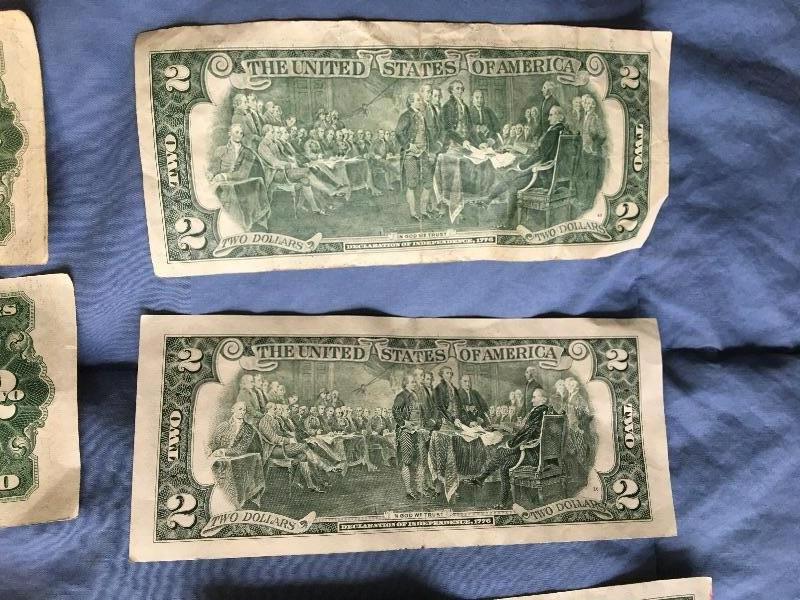 2 THE UNITED STATES OF AMERICA 2
TWO TWO
2 TWO DOLLARS IN GOD WE TRUST TWO DOLLARS 2
DECLARATION OF INDEPENDENCE, 1776
2 THE UNITED STATES OF AMERICA 2
TWO TWO
2 TWO DOLLARS IN GOD WE TRUST TWO DOLLARS 2
DECLARATION OF INDEPENDENCE, 1776